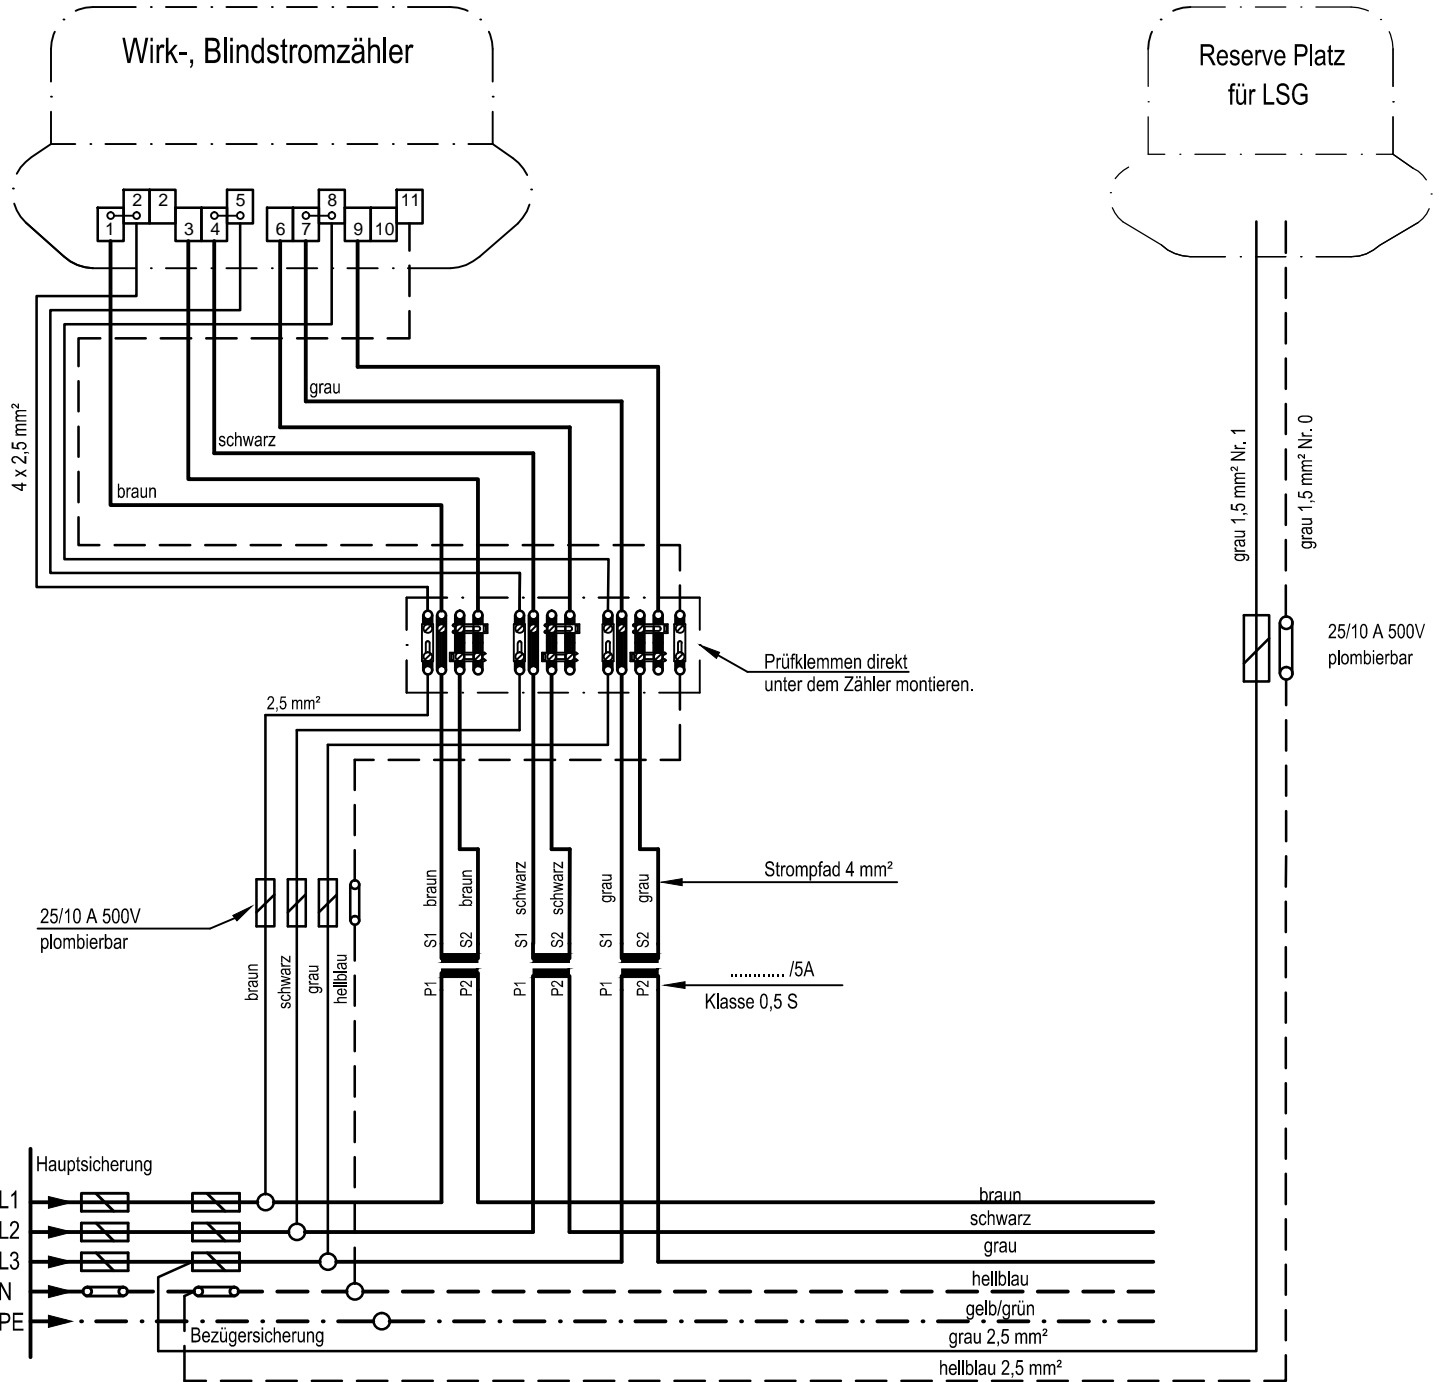 Wirk-, Blindstromzähler
Reserve Platz
für LSG
2 2 5 8 11
1 3 4 6 7 9 10
4 x 2,5 mm²
grau
schwarz
braun
grau 1,5 mm² Nr. 1
grau 1,5 mm² Nr. 0
25/10 A 500V
plombierbar
Prüfklemmen direkt
unter dem Zähler montieren.
2,5 mm²
25/10 A 500V
plombierbar
braun
schwarz
grau
hellblau
braun
braun
schwarz
schwarz
grau
grau
Strompfad 4 mm²
S1 S2 S1 S2 S1 S2
P1 P2 P1 P2 P1 P2
............ /5A
Klasse 0,5 S
Hauptsicherung
L1
L2
L3
N
PE
braun
schwarz
grau
hellblau
gelb/grün
Bezügersicherung
grau 2,5 mm²
hellblau 2,5 mm²